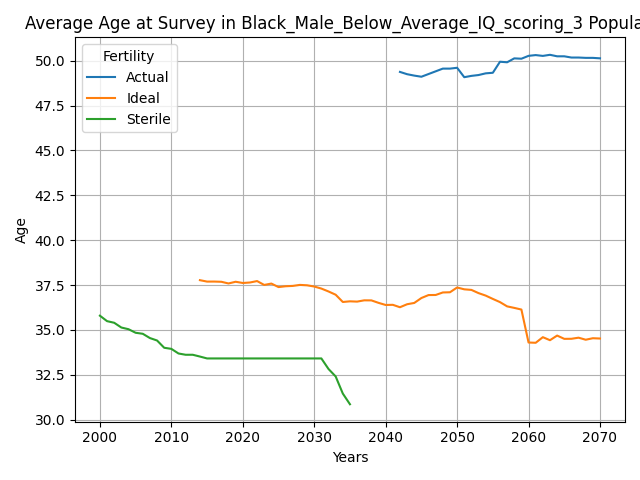 Average Age at Survey in Black_Male_Below_Average_IQ_scoring_3 Popula
Fertility
Actual
Ideal
Sterile
50.0
47.5
45.0
42.5
40.0
37.5
35.0
32.5
30.0
Age
2000 2010 2020 2030 2040 2050 2060 2070
Years